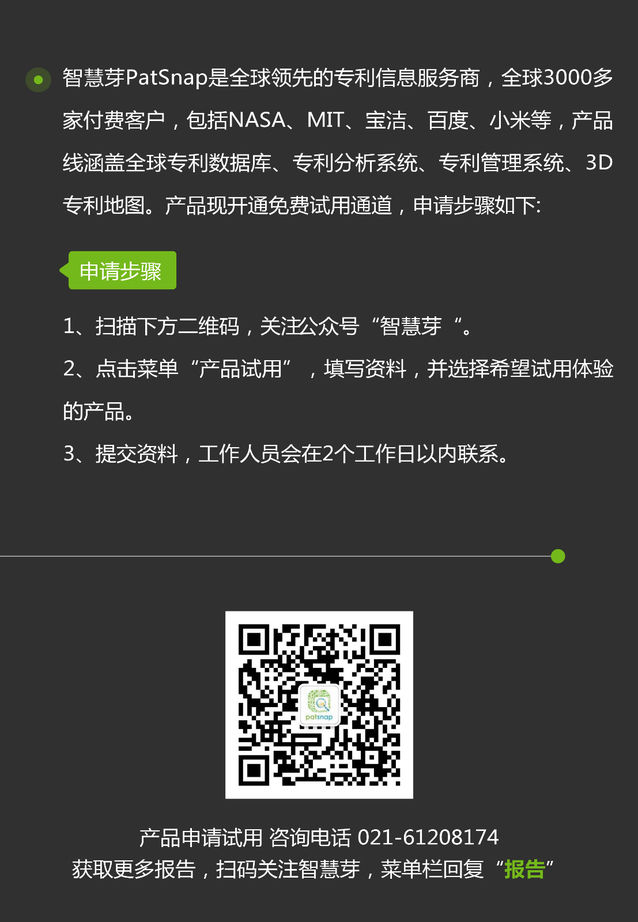 智慧芽PatSnap是全球领先的专利信息服务商，全球3000多
家付费客户，包括NASA、MIT、宝洁、百度、小米等，产品
线涵盖全球专利数据库、专利分析系统、专利管理系统、3D
专利地图。产品现开通免费试用通道，申请步骤如下:
申请步骤
1、扫描下方二维码，关注公众号“智慧芽“。
2、点击菜单“产品试用”，填写资料，并选择希望试用体验
的产品。
3、提交资料，工作人员会在2个工作日以内联系。
patsnap
产品申请试用 咨询电话 021-61208174
获取更多报告，扫码关注智慧芽，菜单栏回复“报告”